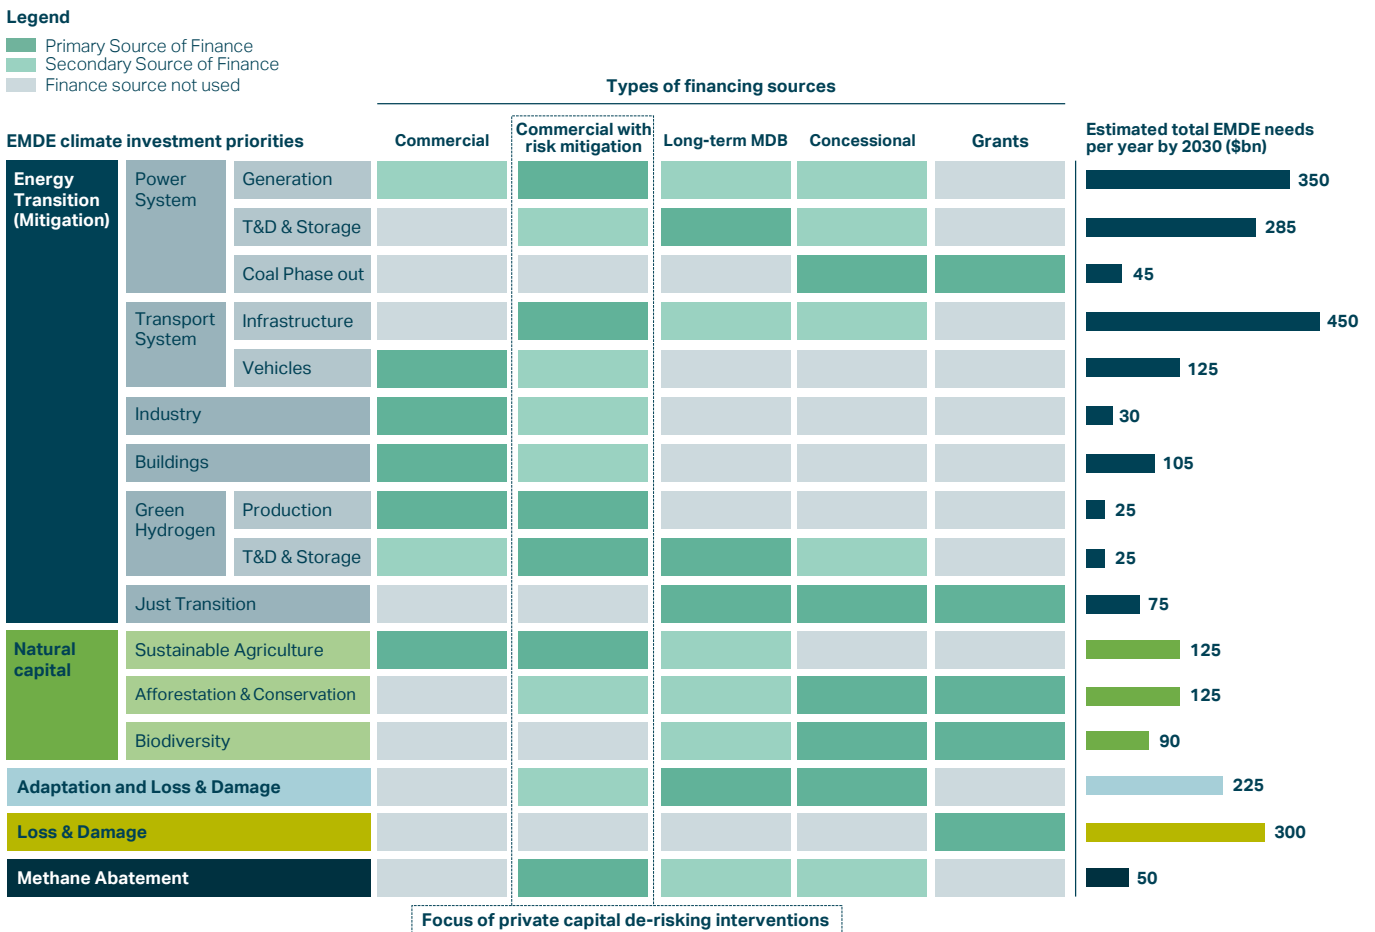 Legend
Primary Source of Finance
Secondary Source of Finance
Finance source not used
Types of financing sources
EMDE climate investment priorities
Commercial
Commercial with
risk mitigation
Long-term MDB
Concessional
Grants
Estimated total EMDE needs
per year by 2030 ($bn)
Energy
Transition
(Mitigation)
Power
System
Generation
350
T&D & Storage
285
Coal Phase out
45
Transport
System
Infrastructure
450
Vehicles
125
Industry
30
Buildings
105
Green
Hydrogen
Production
25
T&D & Storage
25
Just Transition
75
Natural
capital
Sustainable Agriculture
125
Afforestation & Conservation
125
Biodiversity
90
Adaptation and Loss & Damage
225
Loss & Damage
300
Methane Abatement
50
Focus of private capital de-risking interventions